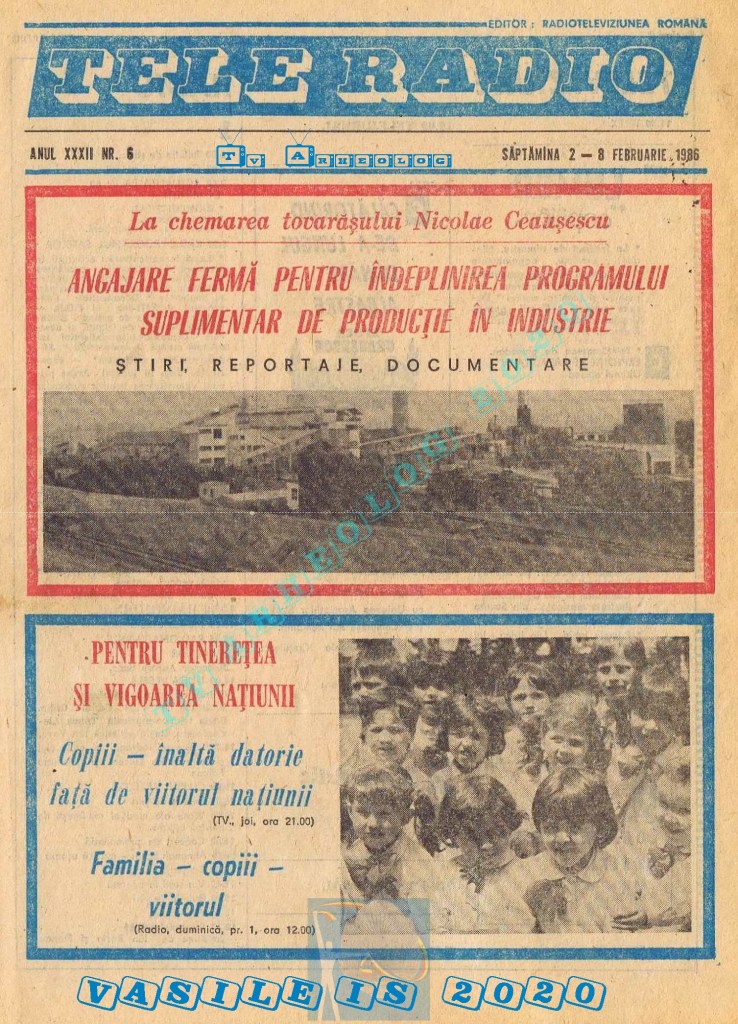 EDITOR : RADIOTELEVIZIUNEA ROMÂNĂ
TELE RADIO
ANUL XXXII NR. 6
Tv Arheolog
SĂPTĂMÎNA 2 — 8 FEBRUARIE 1986
La chemarea tovarășului Nicolae Ceaușescu
ANGAJARE FERMĂ PENTRU ÎNDEPLINIREA PROGRAMULUI
SUPLIMENTAR DE PRODUCȚIE ÎN INDUSTRIE
ȘTIRI, REPORTAJE, DOCUMENTARE
TV ARHEOLOG 2020
PENTRU TINEREȚEA
ȘI VIGOAREA NAȚIUNII
Copiii — înaltă datorie
față de viitorul națiunii
(TV., joi, ora 21.00)
Familia — copiii —
viitorul
(Radio, duminică, pr. 1, ora 12.00)
VASILE IS 2020